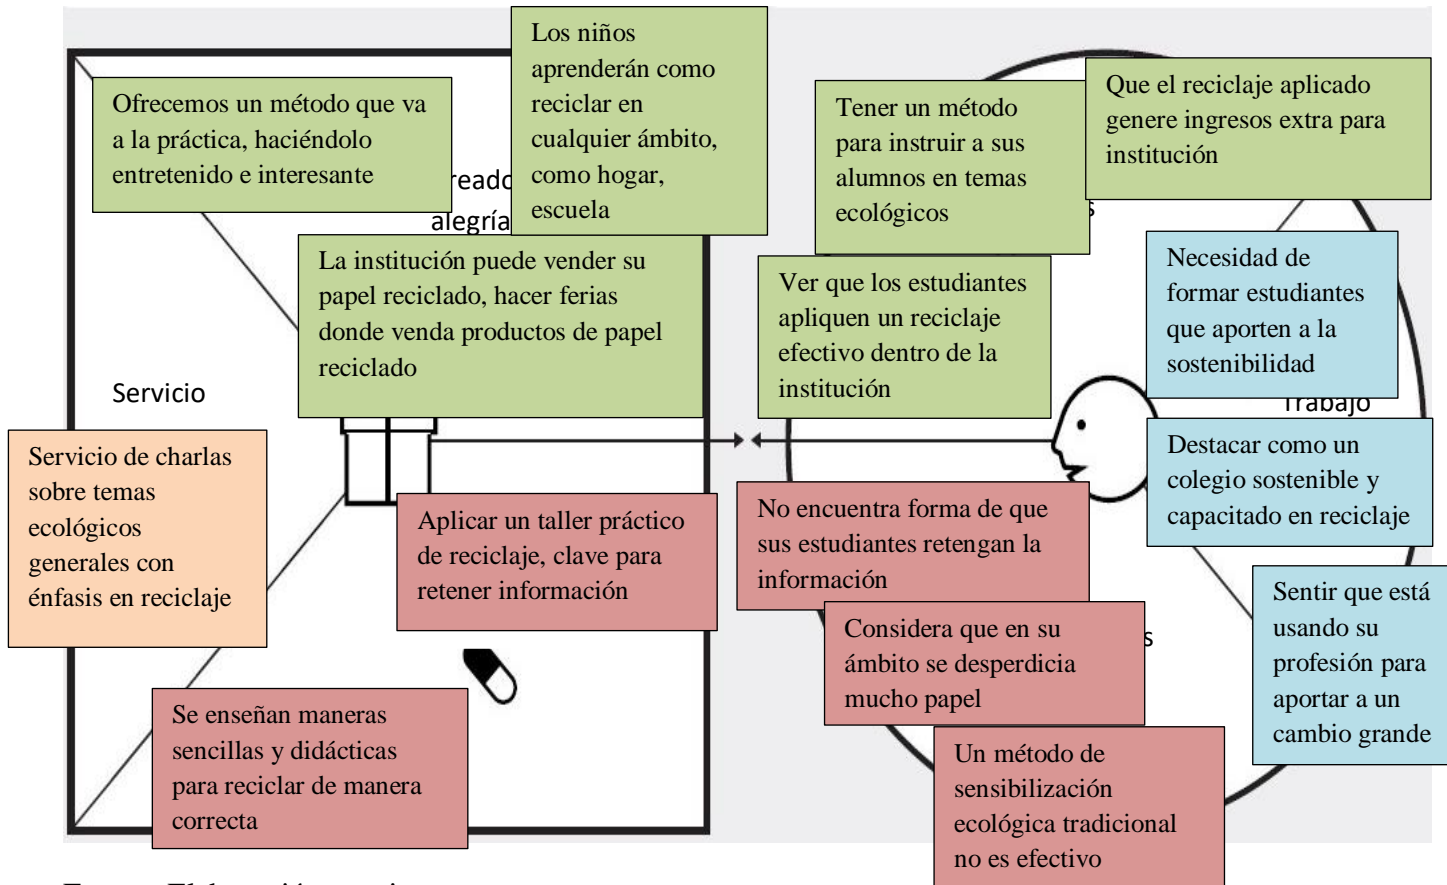 Los niños
aprenderán como
reciclar en
cualquier ámbito,
como hogar,
escuela
Ofrecemos un método que va
a la práctica, haciéndolo
entretenido e interesante
alegría
La institución puede vender su
papel reciclado, hacer ferias
donde venda productos de papel
reciclado
Servicio
Servicio de charlas
sobre temas
ecológicos
generales con
énfasis en reciclaje
Aplicar un taller práctico
de reciclaje, clave para
retener información
Se enseñan maneras
sencillas y didácticas
para reciclar de manera
correcta
Tener un método
para instruir a sus
alumnos en temas
ecológicos
Que el reciclaje aplicado
genere ingresos extra para
institución
Ver que los estudiantes
apliquen un reciclaje
efectivo dentro de la
institución
Necesidad de
formar estudiantes
que aporten a la
sostenibilidad
Trabajo
Destacar como un
colegio sostenible y
capacitado en reciclaje
Sentir que está
usando su
profesión para
aportar a un
cambio grande
No encuentra forma de que
sus estudiantes retengan la
información
Considera que en su
ámbito se desperdicia
mucho papel
Un método de
sensibilización
ecológica tradicional
no es efectivo